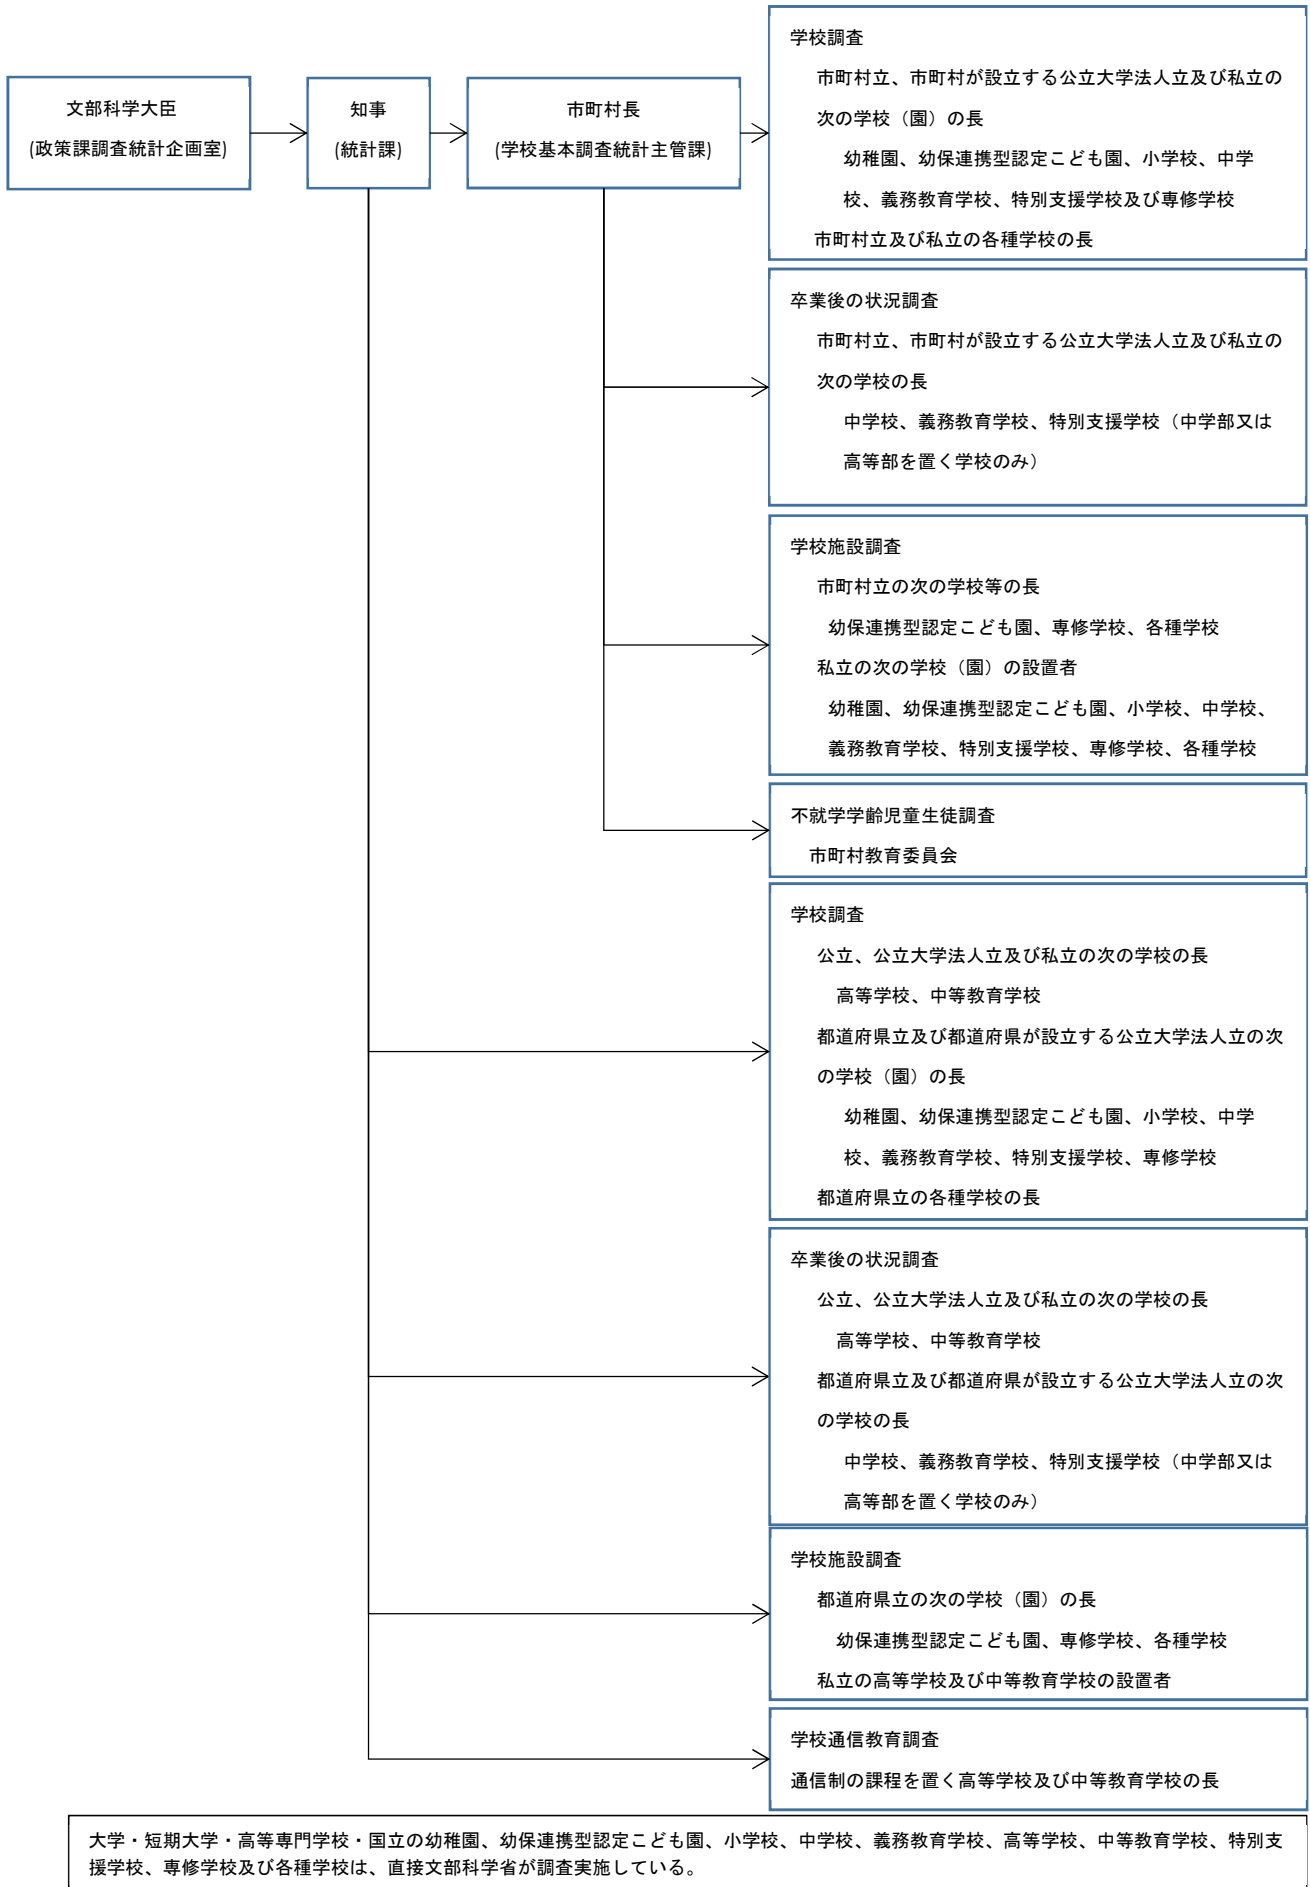 文部科学大臣
(政策課調査統計企画室)
知事
(統計課)
市町村長
(学校基本調査統計主管課)
学校調査
市町村立、市町村が設立する公立大学法人立及び私立の
次の学校（園）の長
幼稚園、幼保連携型認定こども園、小学校、中学
校、義務教育学校、特別支援学校及び専修学校
市町村立及び私立の各種学校の長
卒業後の状況調査
市町村立、市町村が設立する公立大学法人立及び私立の
次の学校の長
中学校、義務教育学校、特別支援学校（中学部又は
高等部を置く学校のみ）
学校施設調査
市町村立の次の学校等の長
幼保連携型認定こども園、専修学校、各種学校
私立の次の学校（園）の設置者
幼稚園、幼保連携型認定こども園、小学校、中学校、
義務教育学校、特別支援学校、専修学校、各種学校
不就学学齢児童生徒調査
市町村教育委員会
学校調査
公立、公立大学法人立及び私立の次の学校の長
高等学校、中等教育学校
都道府県立及び都道府県が設立する公立大学法人立の次
の学校（園）の長
幼稚園、幼保連携型認定こども園、小学校、中学
校、義務教育学校、特別支援学校、専修学校
都道府県立の各種学校の長
卒業後の状況調査
公立、公立大学法人立及び私立の次の学校の長
高等学校、中等教育学校
都道府県立及び都道府県が設立する公立大学法人立の次
の学校の長
中学校、義務教育学校、特別支援学校（中学部又は
高等部を置く学校のみ）
学校施設調査
都道府県立の次の学校（園）の長
幼保連携型認定こども園、専修学校、各種学校
私立の高等学校及び中等教育学校の設置者
学校通信教育調査
通信制の課程を置く高等学校及び中等教育学校の長
大学・短期大学・高等専門学校・国立の幼稚園、幼保連携型認定こども園、小学校、中学校、義務教育学校、高等学校、中等教育学校、特別支
援学校、専修学校及び各種学校は、直接文部科学省が調査実施している。